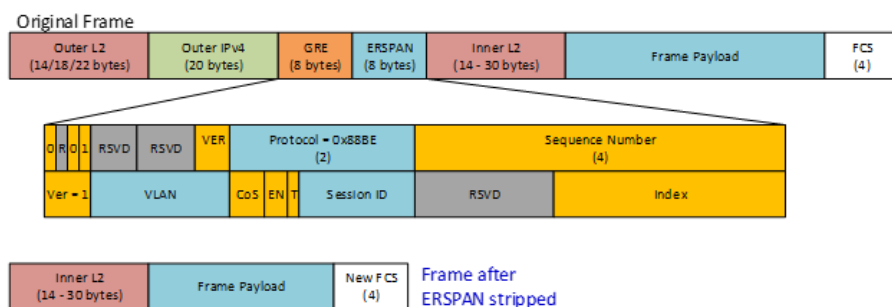 Original Frame
Outer L2 Outer IPv4 GRE ERSPAN Inner L2 Frame Payload FCS
(14/18/22 bytes) (20 bytes) (8 bytes) (8 bytes) (14 - 30 bytes) (4)
0 R 0 1 RSVD RSVD VER Protocol = 0x88BE Sequence Number
(2) (4)
Ver = 1 VLAN CoS EN T Session ID RSVD Index
Inner L2 Frame Payload New FCS Frame after
(14 - 30 bytes) (4) ERSPAN stripped